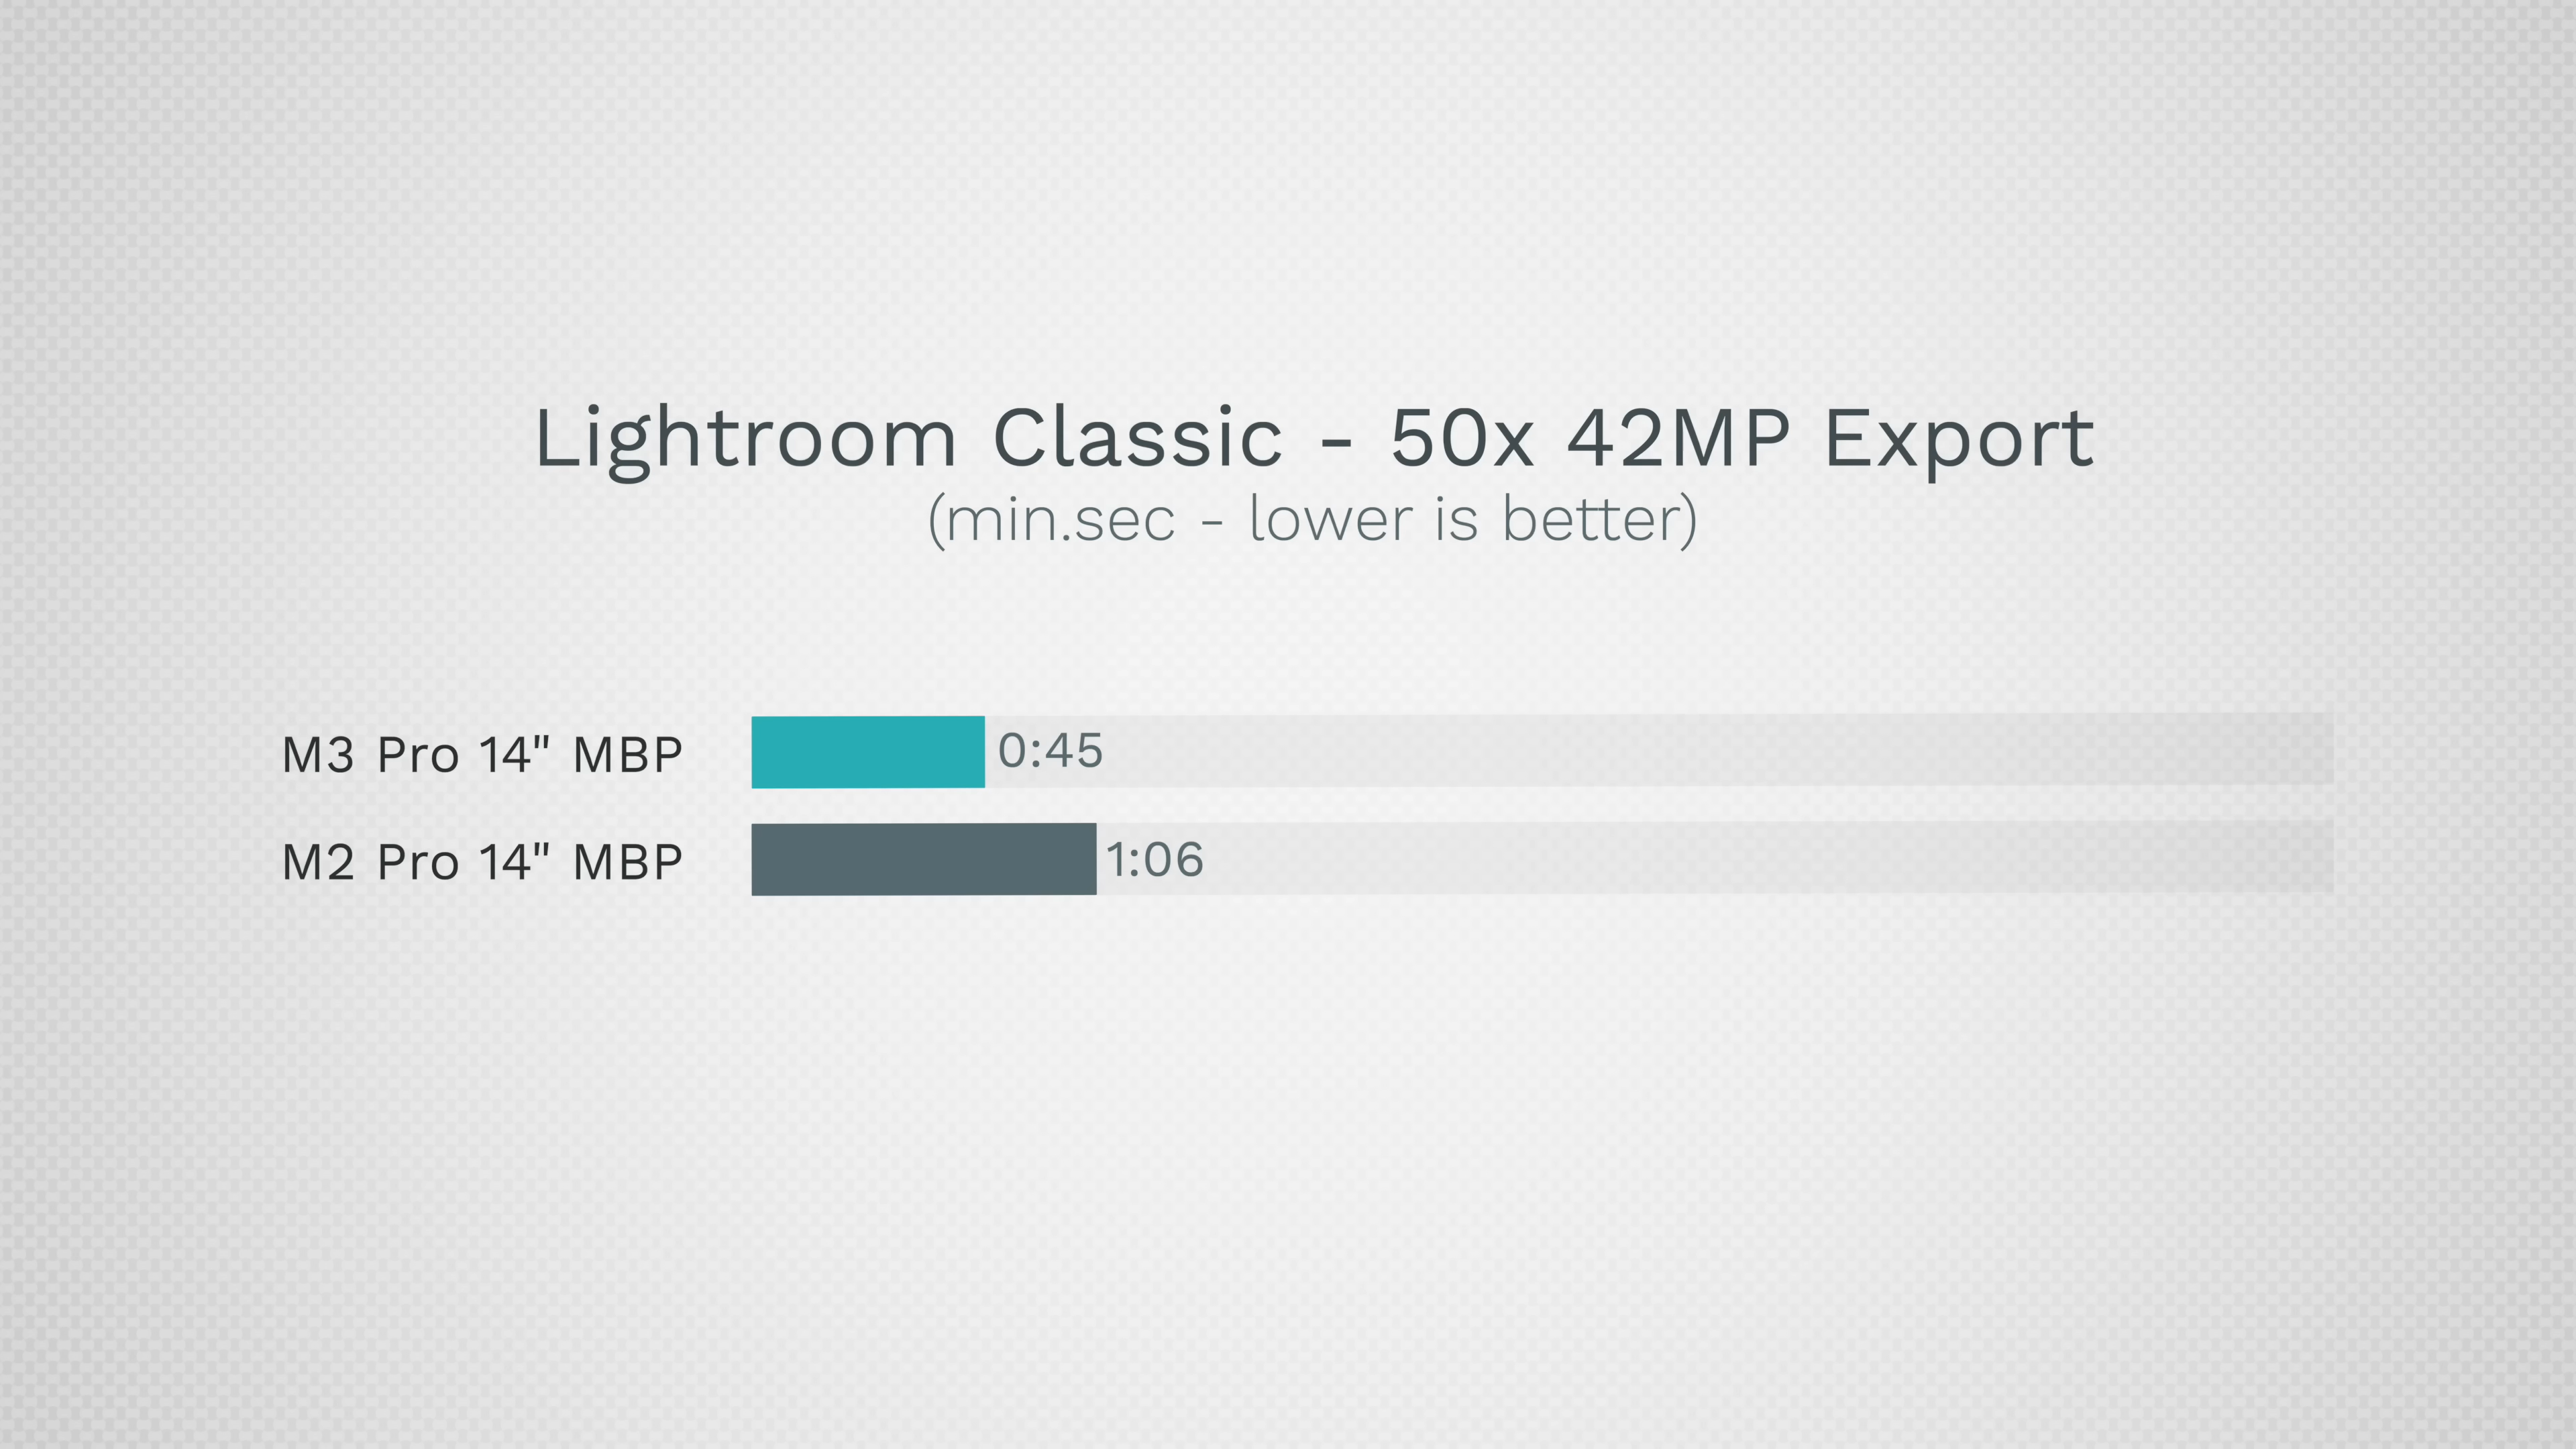 Lightroom Classic - 50x 42MP Export
(min.sec - lower is better)
M3 Pro 14" MBP 0:45
M2 Pro 14" MBP 1:06